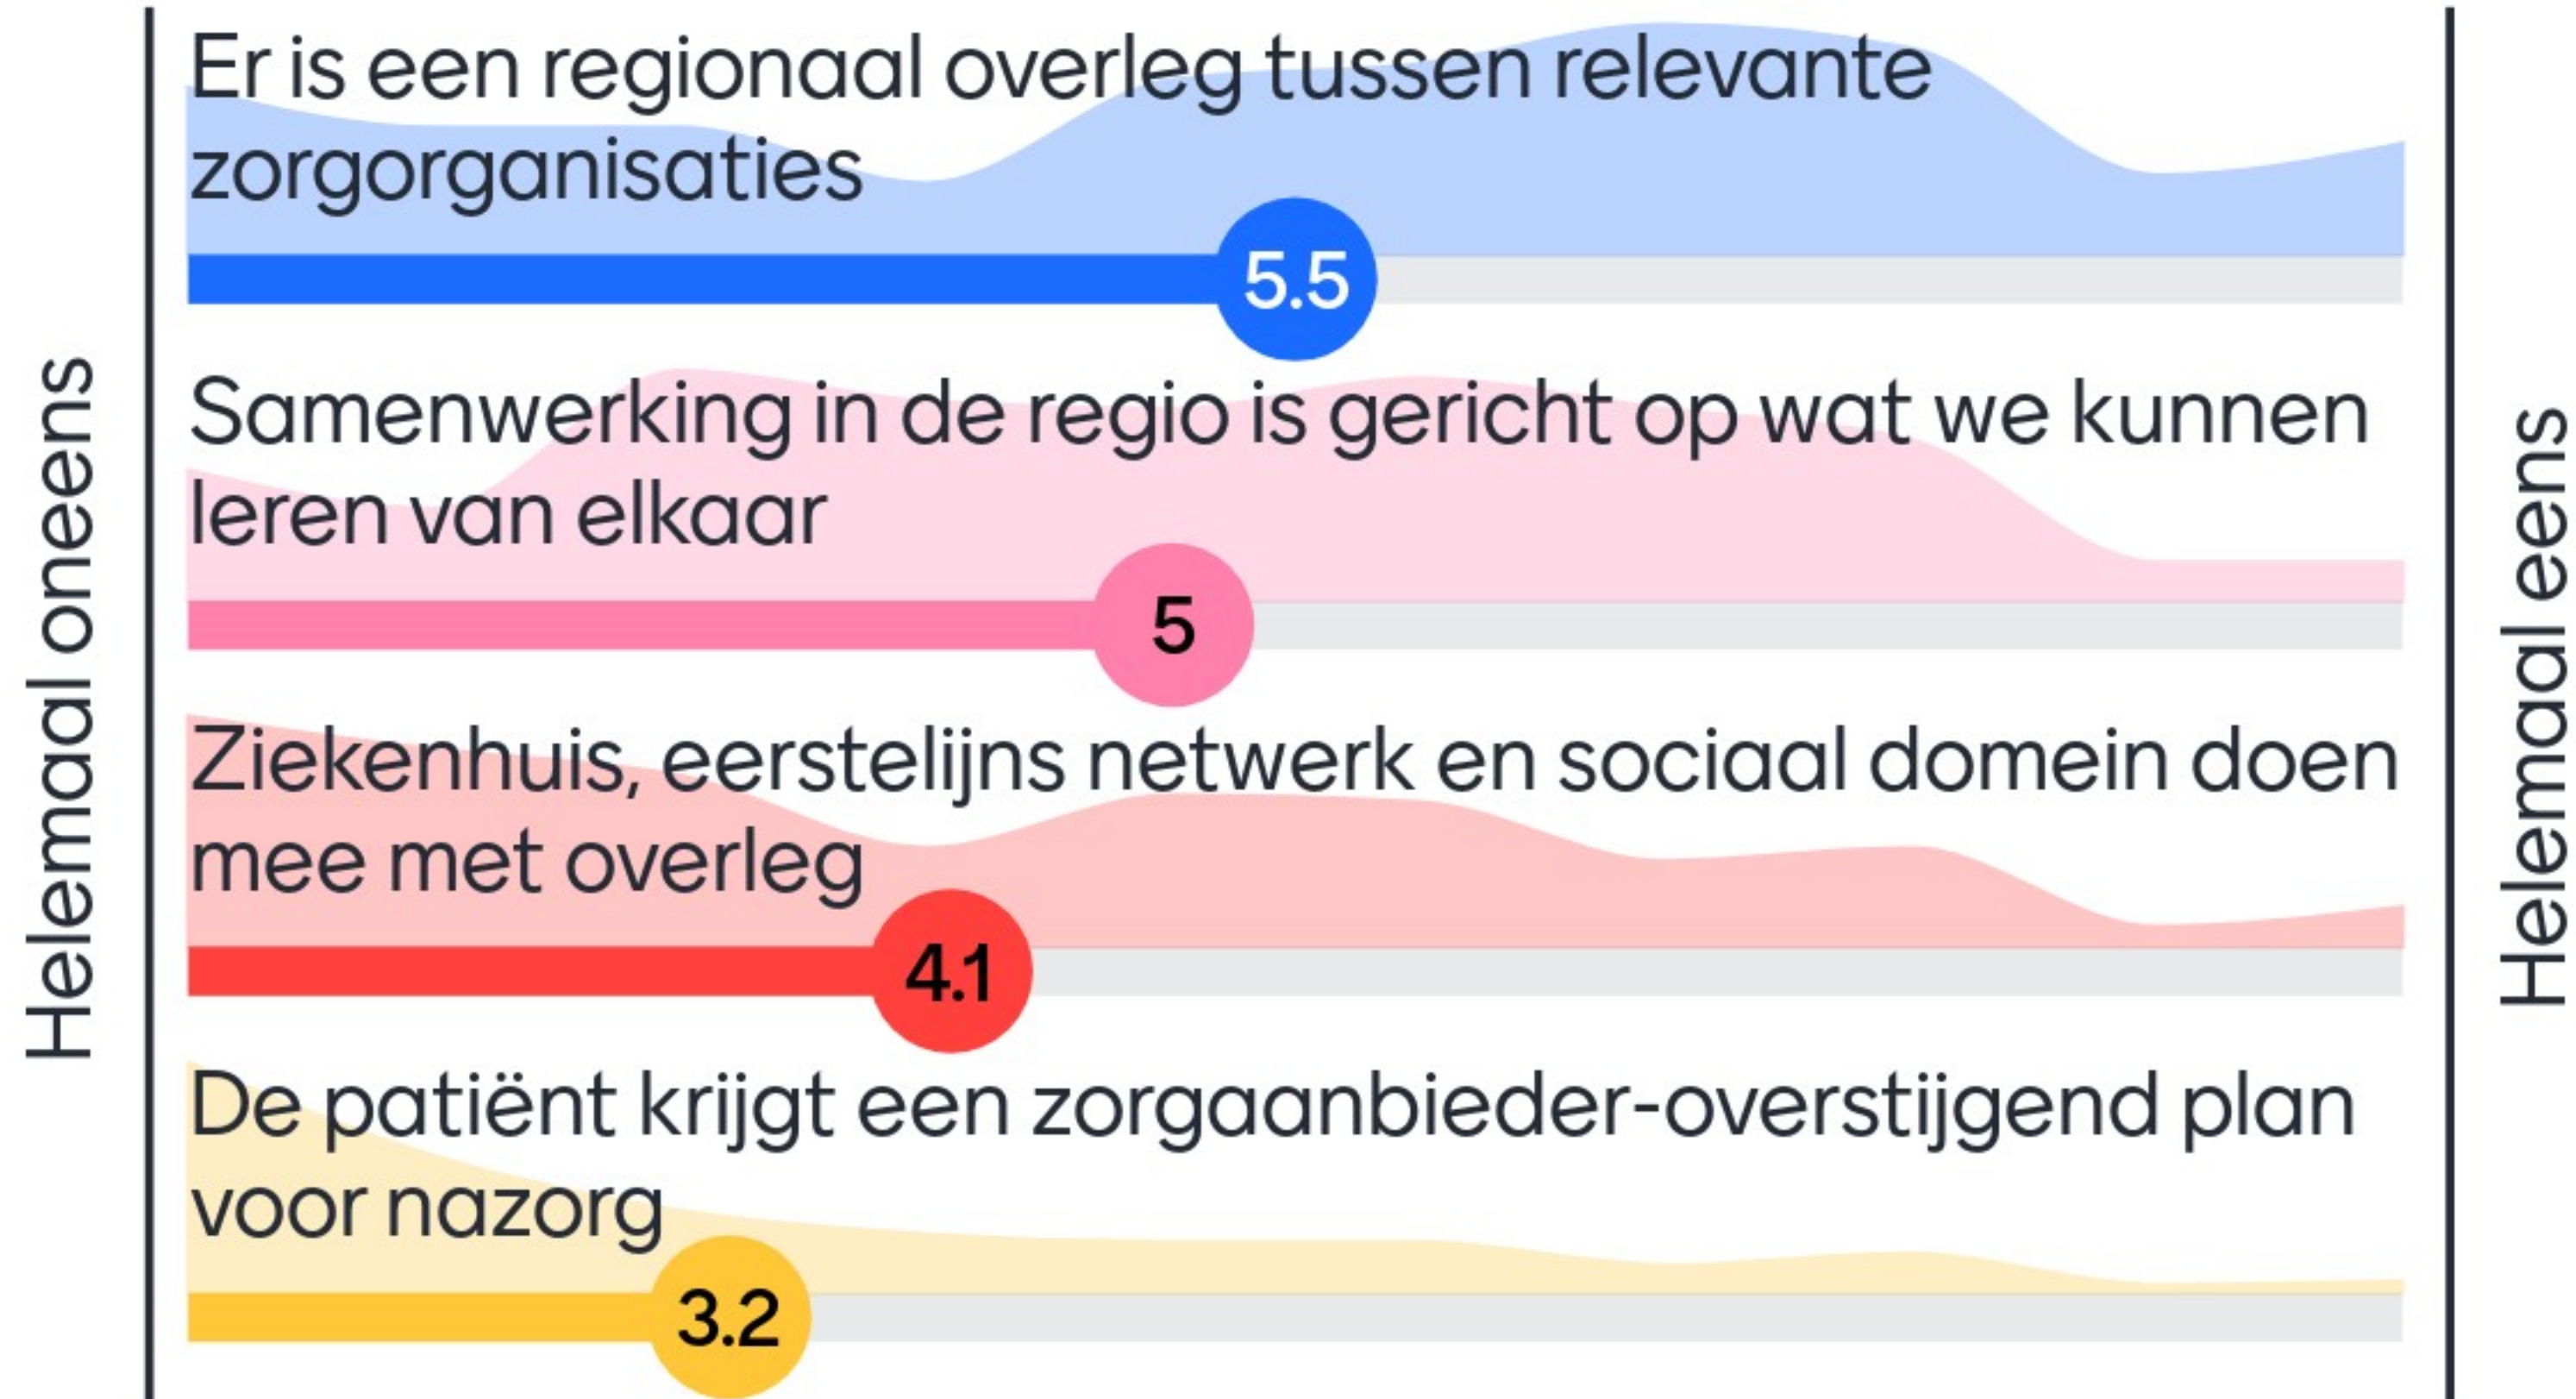 Helemaal oneens
Er is een regionaal overleg tussen relevante
zorgorganisaties
5.5
Samenwerking in de regio is gericht op wat we kunnen
leren van elkaar
5
Ziekenhuis, eerstelijns netwerk en sociaal domein doen
mee met overleg
4.1
De patiënt krijgt een zorgaanbieder-overstijgend plan
voor nazorg
3.2
Helemaal eens